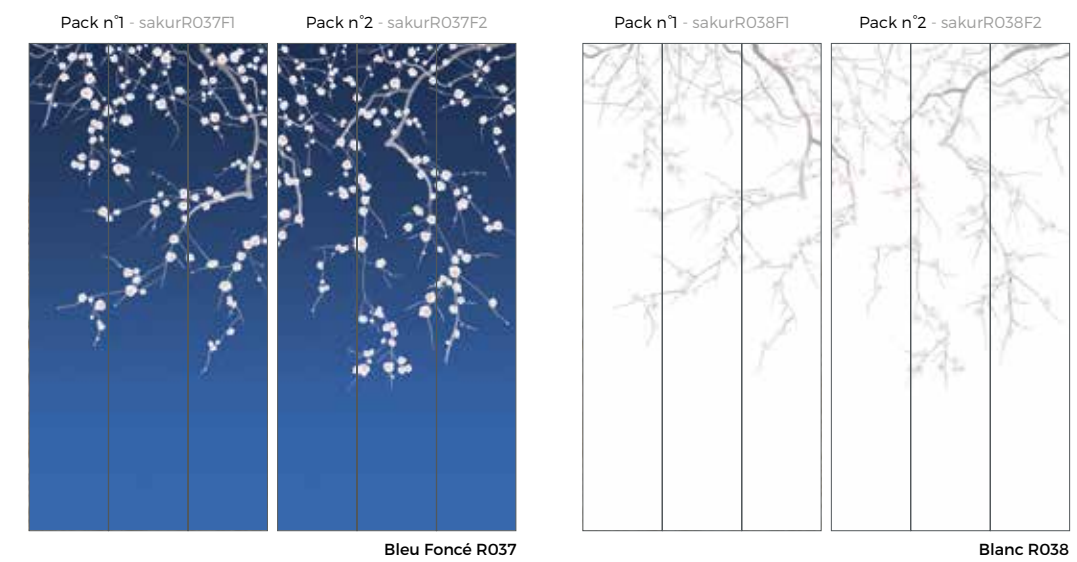 Pack n°1 - sakurR037F1
Pack n°2 - sakurR037F2
Pack n°1 - sakurR038F1
Pack n°2 - sakurR038F2
Bleu Foncé R037
Blanc R038